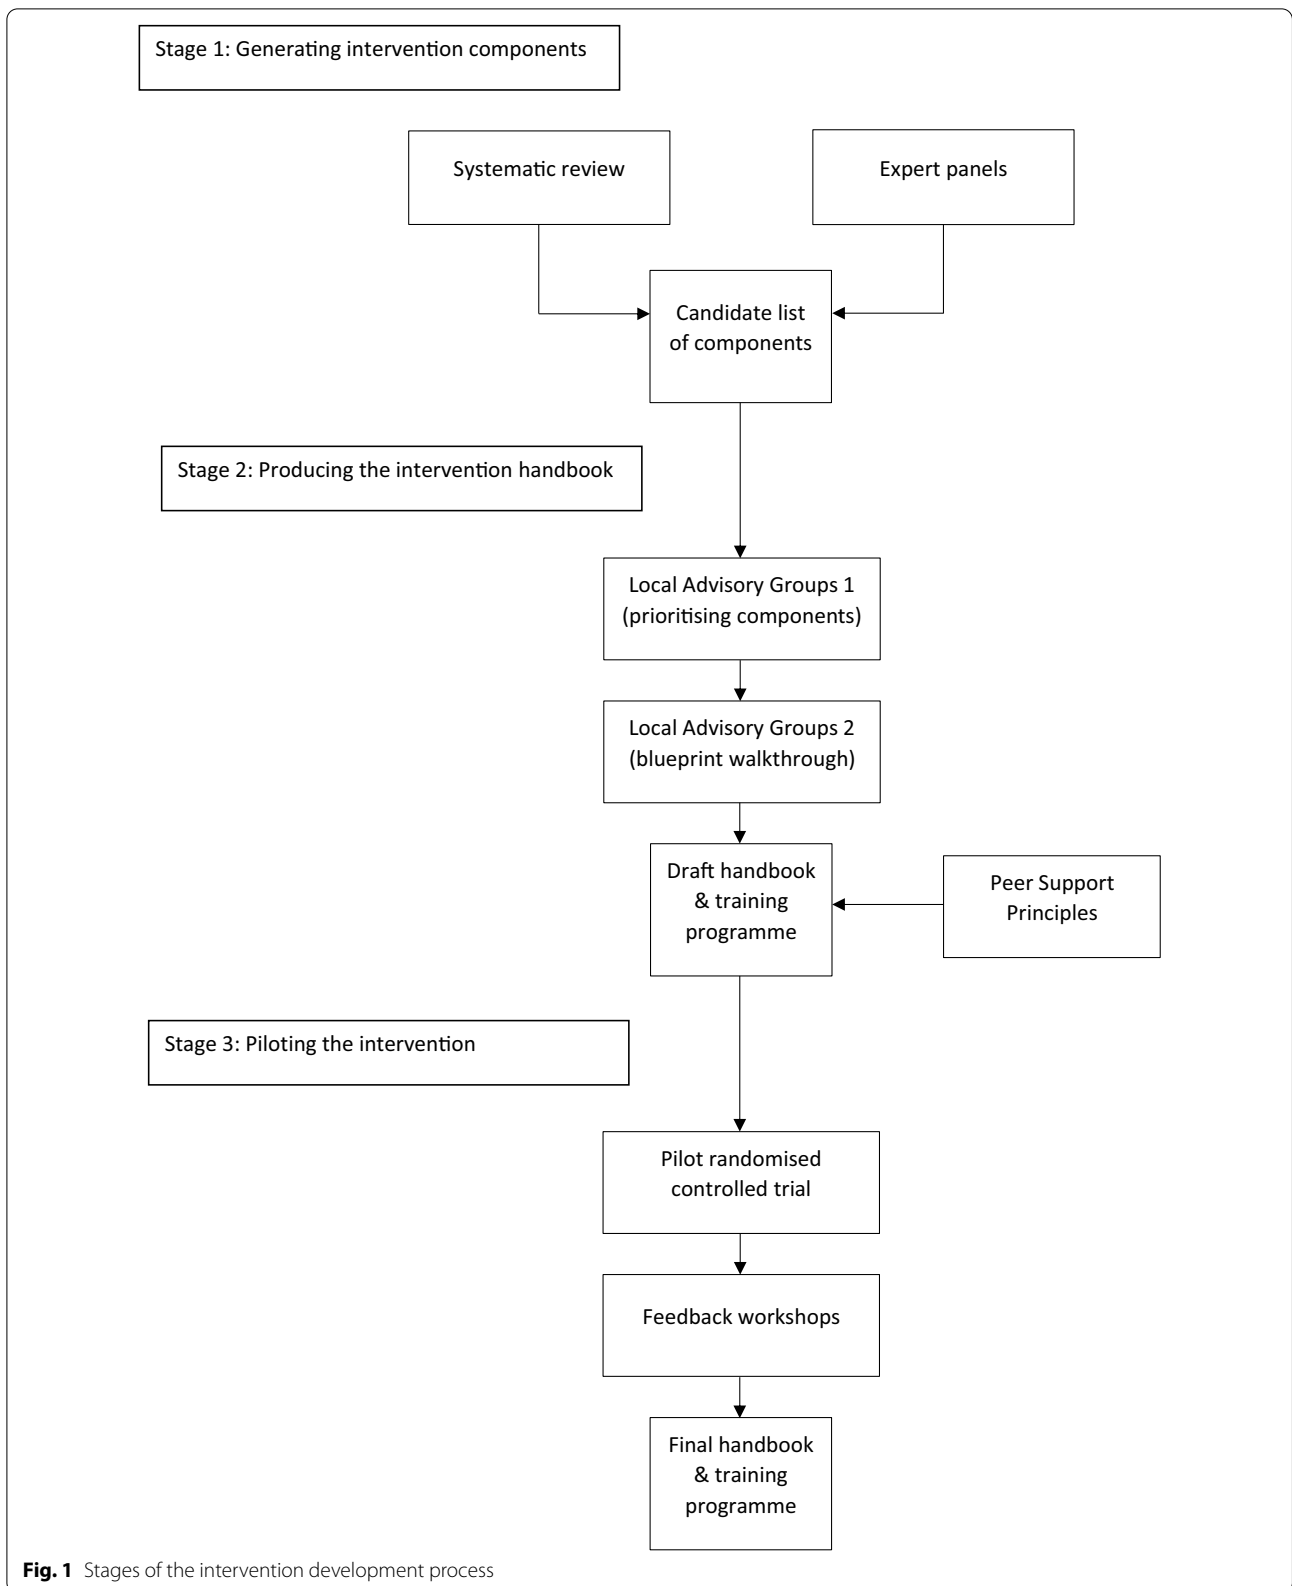 Stage 1: Generating intervention components
Systematic review
Expert panels
Candidate list
of components
Stage 2: Producing the intervention handbook
Local Advisory Groups 1
(prioritising components)
Local Advisory Groups 2
(blueprint walkthrough)
Draft handbook
& training
programme
Peer Support
Principles
Stage 3: Piloting the intervention
Pilot randomised
controlled trial
Feedback workshops
Final handbook
& training
programme
Fig. 1 Stages of the intervention development process